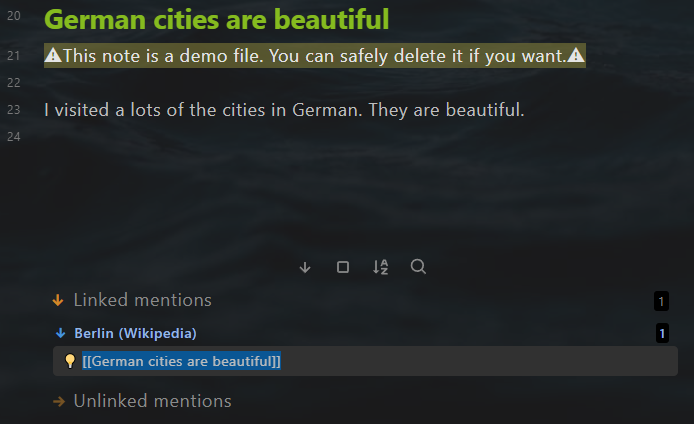 20 German cities are beautiful
21 ⚠This note is a demo file. You can safely delete it if you want.⚠
22
23 I visited a lots of the cities in German. They are beautiful.
24
Linked mentions 1
Berlin (Wikipedia) 1
💡 [[German cities are beautiful]]
Unlinked mentions